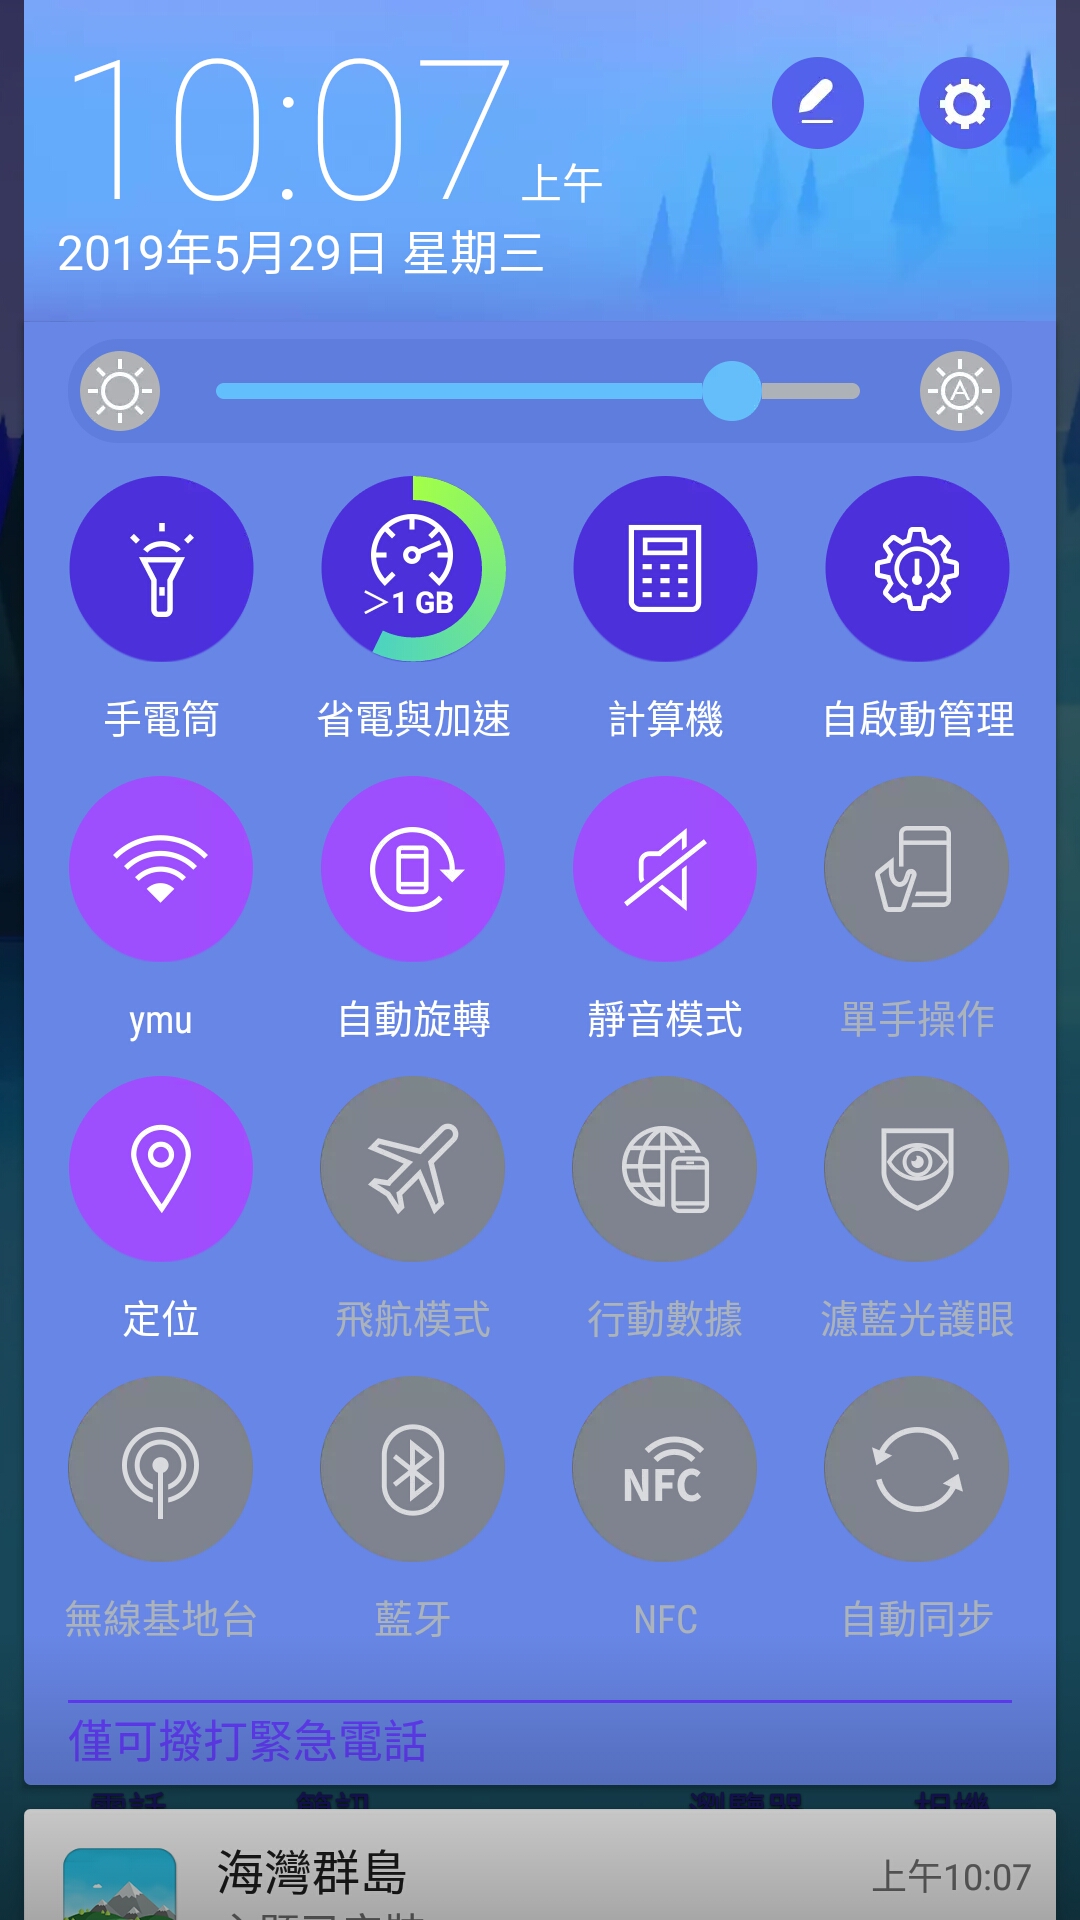 10:07 上午
2019年5月29日 星期三
A
>1 GB
手電筒 省電與加速 計算機 自啟動管理
ymu 自動旋轉 靜音模式 單手操作
定位 飛航模式 行動數據 濾藍光護眼
NFC
無線基地台 藍牙 NFC 自動同步
僅可撥打緊急電話
海灣群島 上午10:07